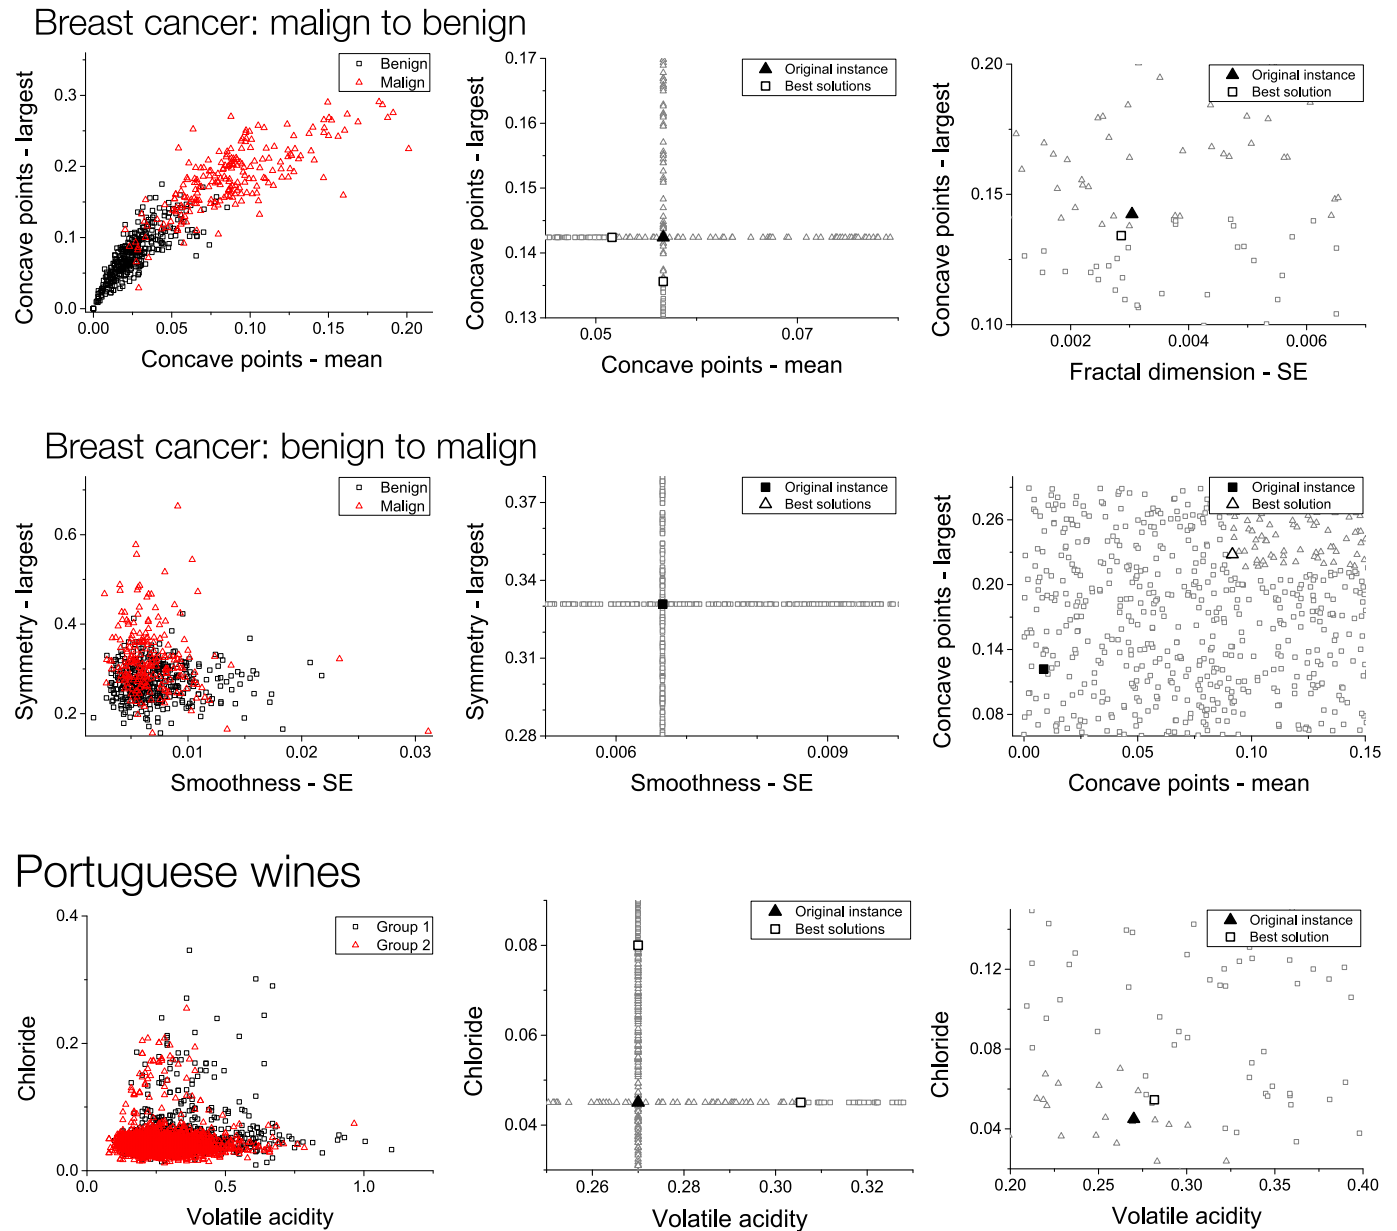 Breast cancer: malign to benign
Concave points - largest
0.3
0.2
0.1
0.0
0.00 0.05 0.10 0.15 0.20
Concave points - mean
Benign
Malign
Concave points - largest
0.17
0.16
0.15
0.14
0.13
0.05 0.07
Concave points - mean
Original instance
Best solutions
Concave points - largest
0.20
0.15
0.10
0.002 0.004 0.006
Fractal dimension - SE
Original instance
Best solution
Breast cancer: benign to malign
Symmetry - largest
0.6
0.4
0.2
0.01 0.02 0.03
Smoothness - SE
Benign
Malign
Symmetry - largest
0.37
0.34
0.31
0.28
0.006 0.009
Smoothness - SE
Original instance
Best solutions
Concave points - largest
0.26
0.20
0.14
0.08
0.00 0.05 0.10 0.15
Concave points - mean
Original instance
Best solution
Portuguese wines
Chloride
0.4
0.2
0.0
0.0 0.5 1.0
Volatile acidity
Group 1
Group 2
Chloride
0.08
0.06
0.04
0.26 0.28 0.30 0.32
Volatile acidity
Original instance
Best solutions
Chloride
0.12
0.08
0.04
0.20 0.25 0.30 0.35 0.40
Volatile acidity
Original instance
Best solution